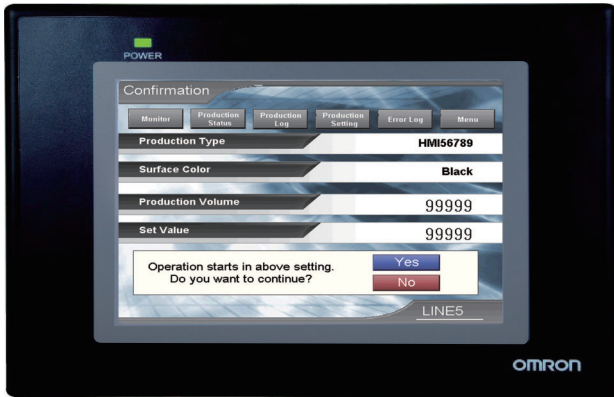 POWER
Confirmation
Monitor
Production
Status
Production
Log
Production
Setting
Error Log
Menu
Production Type HMI56789
Surface Color Black
Production Volume 99999
Set Value 99999
Operation starts in above setting. Yes
Do you want to continue? No
LINE5
OMRON